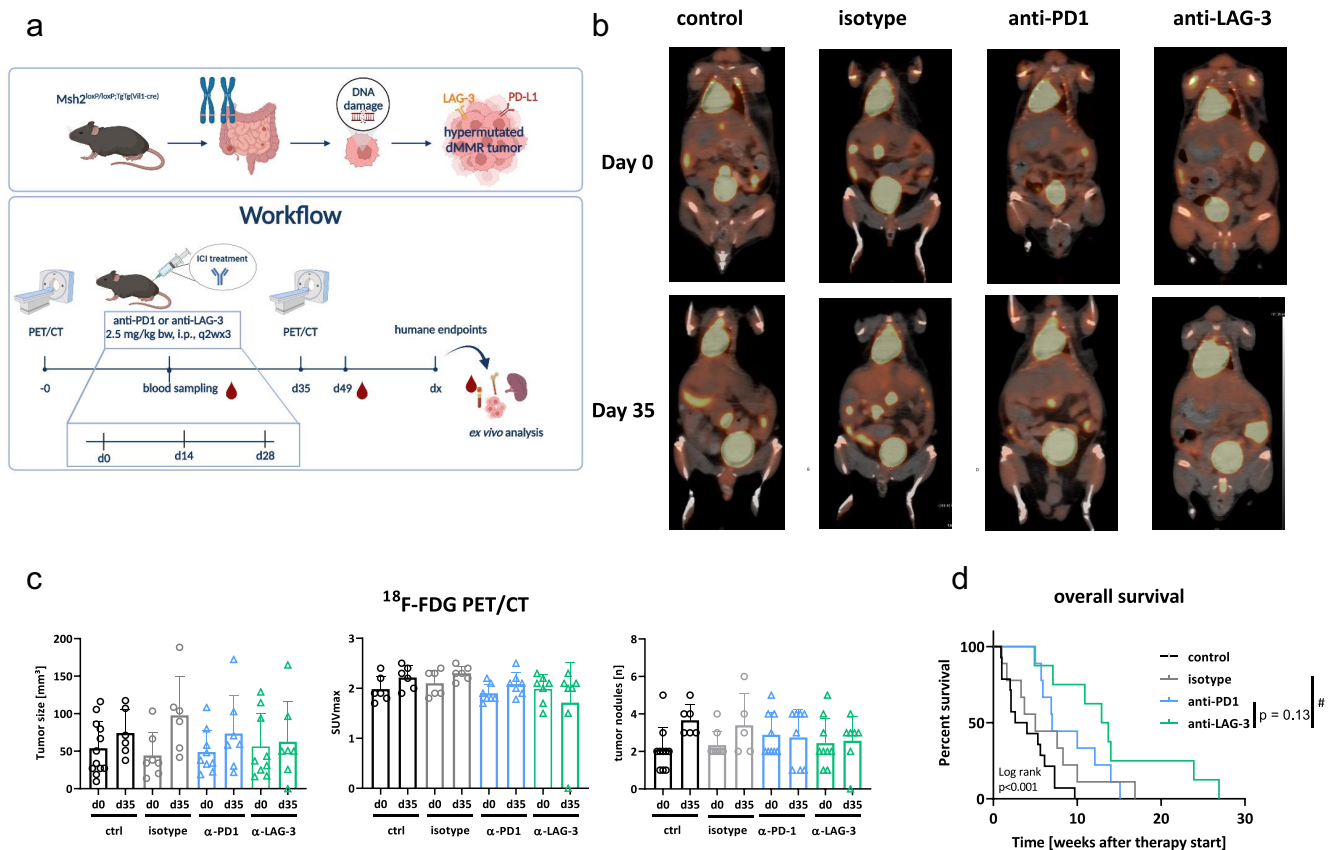 a
Msh2loxP/loxP;TgTg(Vil1-cre)
DNA
damage
LAG-3
PD-L1
hypermutated
dMMR tumor
Workflow
ICI treatment
PET/CT
anti-PD1 or anti-LAG-3
2.5 mg/kg bw, i.p., q2wx3
PET/CT
humane endpoints
-0
blood sampling
d35
d49
dx
ex vivo analysis
d0
d14
d28
b
control
isotype
anti-PD1
anti-LAG-3
Day 0
Day 35
c
18F-FDG PET/CT
Tumor size [mm³]
200
150
100
50
0
d0 d35 d0 d35 d0 d35 d0 d35
ctrl isotype α-PD1 α-LAG-3
SUVmax
3
2
1
0
d0 d35 d0 d35 d0 d35 d0 d35
ctrl isotype α-PD1 α-LAG-3
tumor nodules [n]
8
6
4
2
0
d0 d35 d0 d35 d0 d35 d0 d35
ctrl isotype α-PD-1 α-LAG-3
d
overall survival
Percent survival
100
50
0
control
isotype
anti-PD1
anti-LAG-3
p = 0.13
#
Log rank
p<0.001
0 10 20 30
Time [weeks after therapy start]